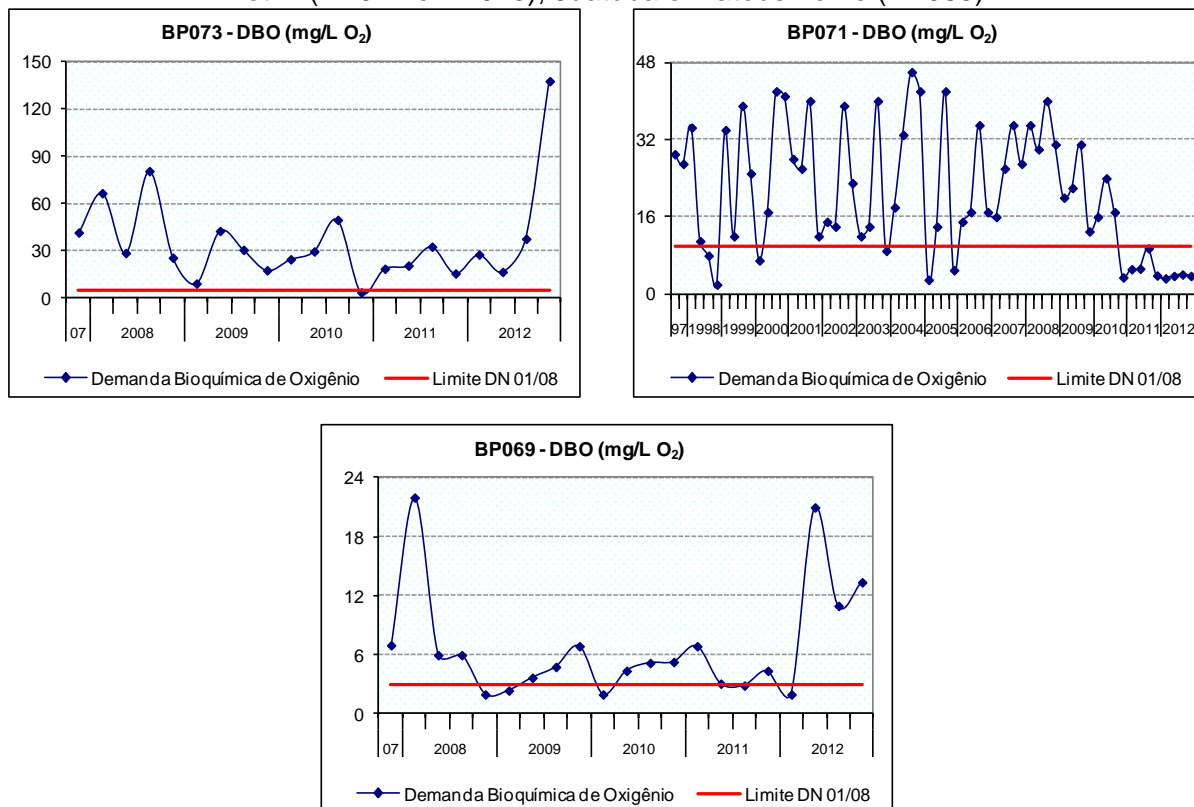 BP073 - DBO (mg/L O₂)
150
120
90
60
30
0
07 2008 2009 2010 2011 2012
Demanda Bioquímica de Oxigênio Limite DN 01/08
BP071 - DBO (mg/L O₂)
48
32
16
0
97 1998 1999 2000 2001 2002 2003 2004 2005 2006 2007 2008 2009 2010 2011 2012
Demanda Bioquímica de Oxigênio Limite DN 01/08
BP069 - DBO (mg/L O₂)
24
18
12
6
0
07 2008 2009 2010 2011 2012
Demanda Bioquímica de Oxigênio Limite DN 01/08